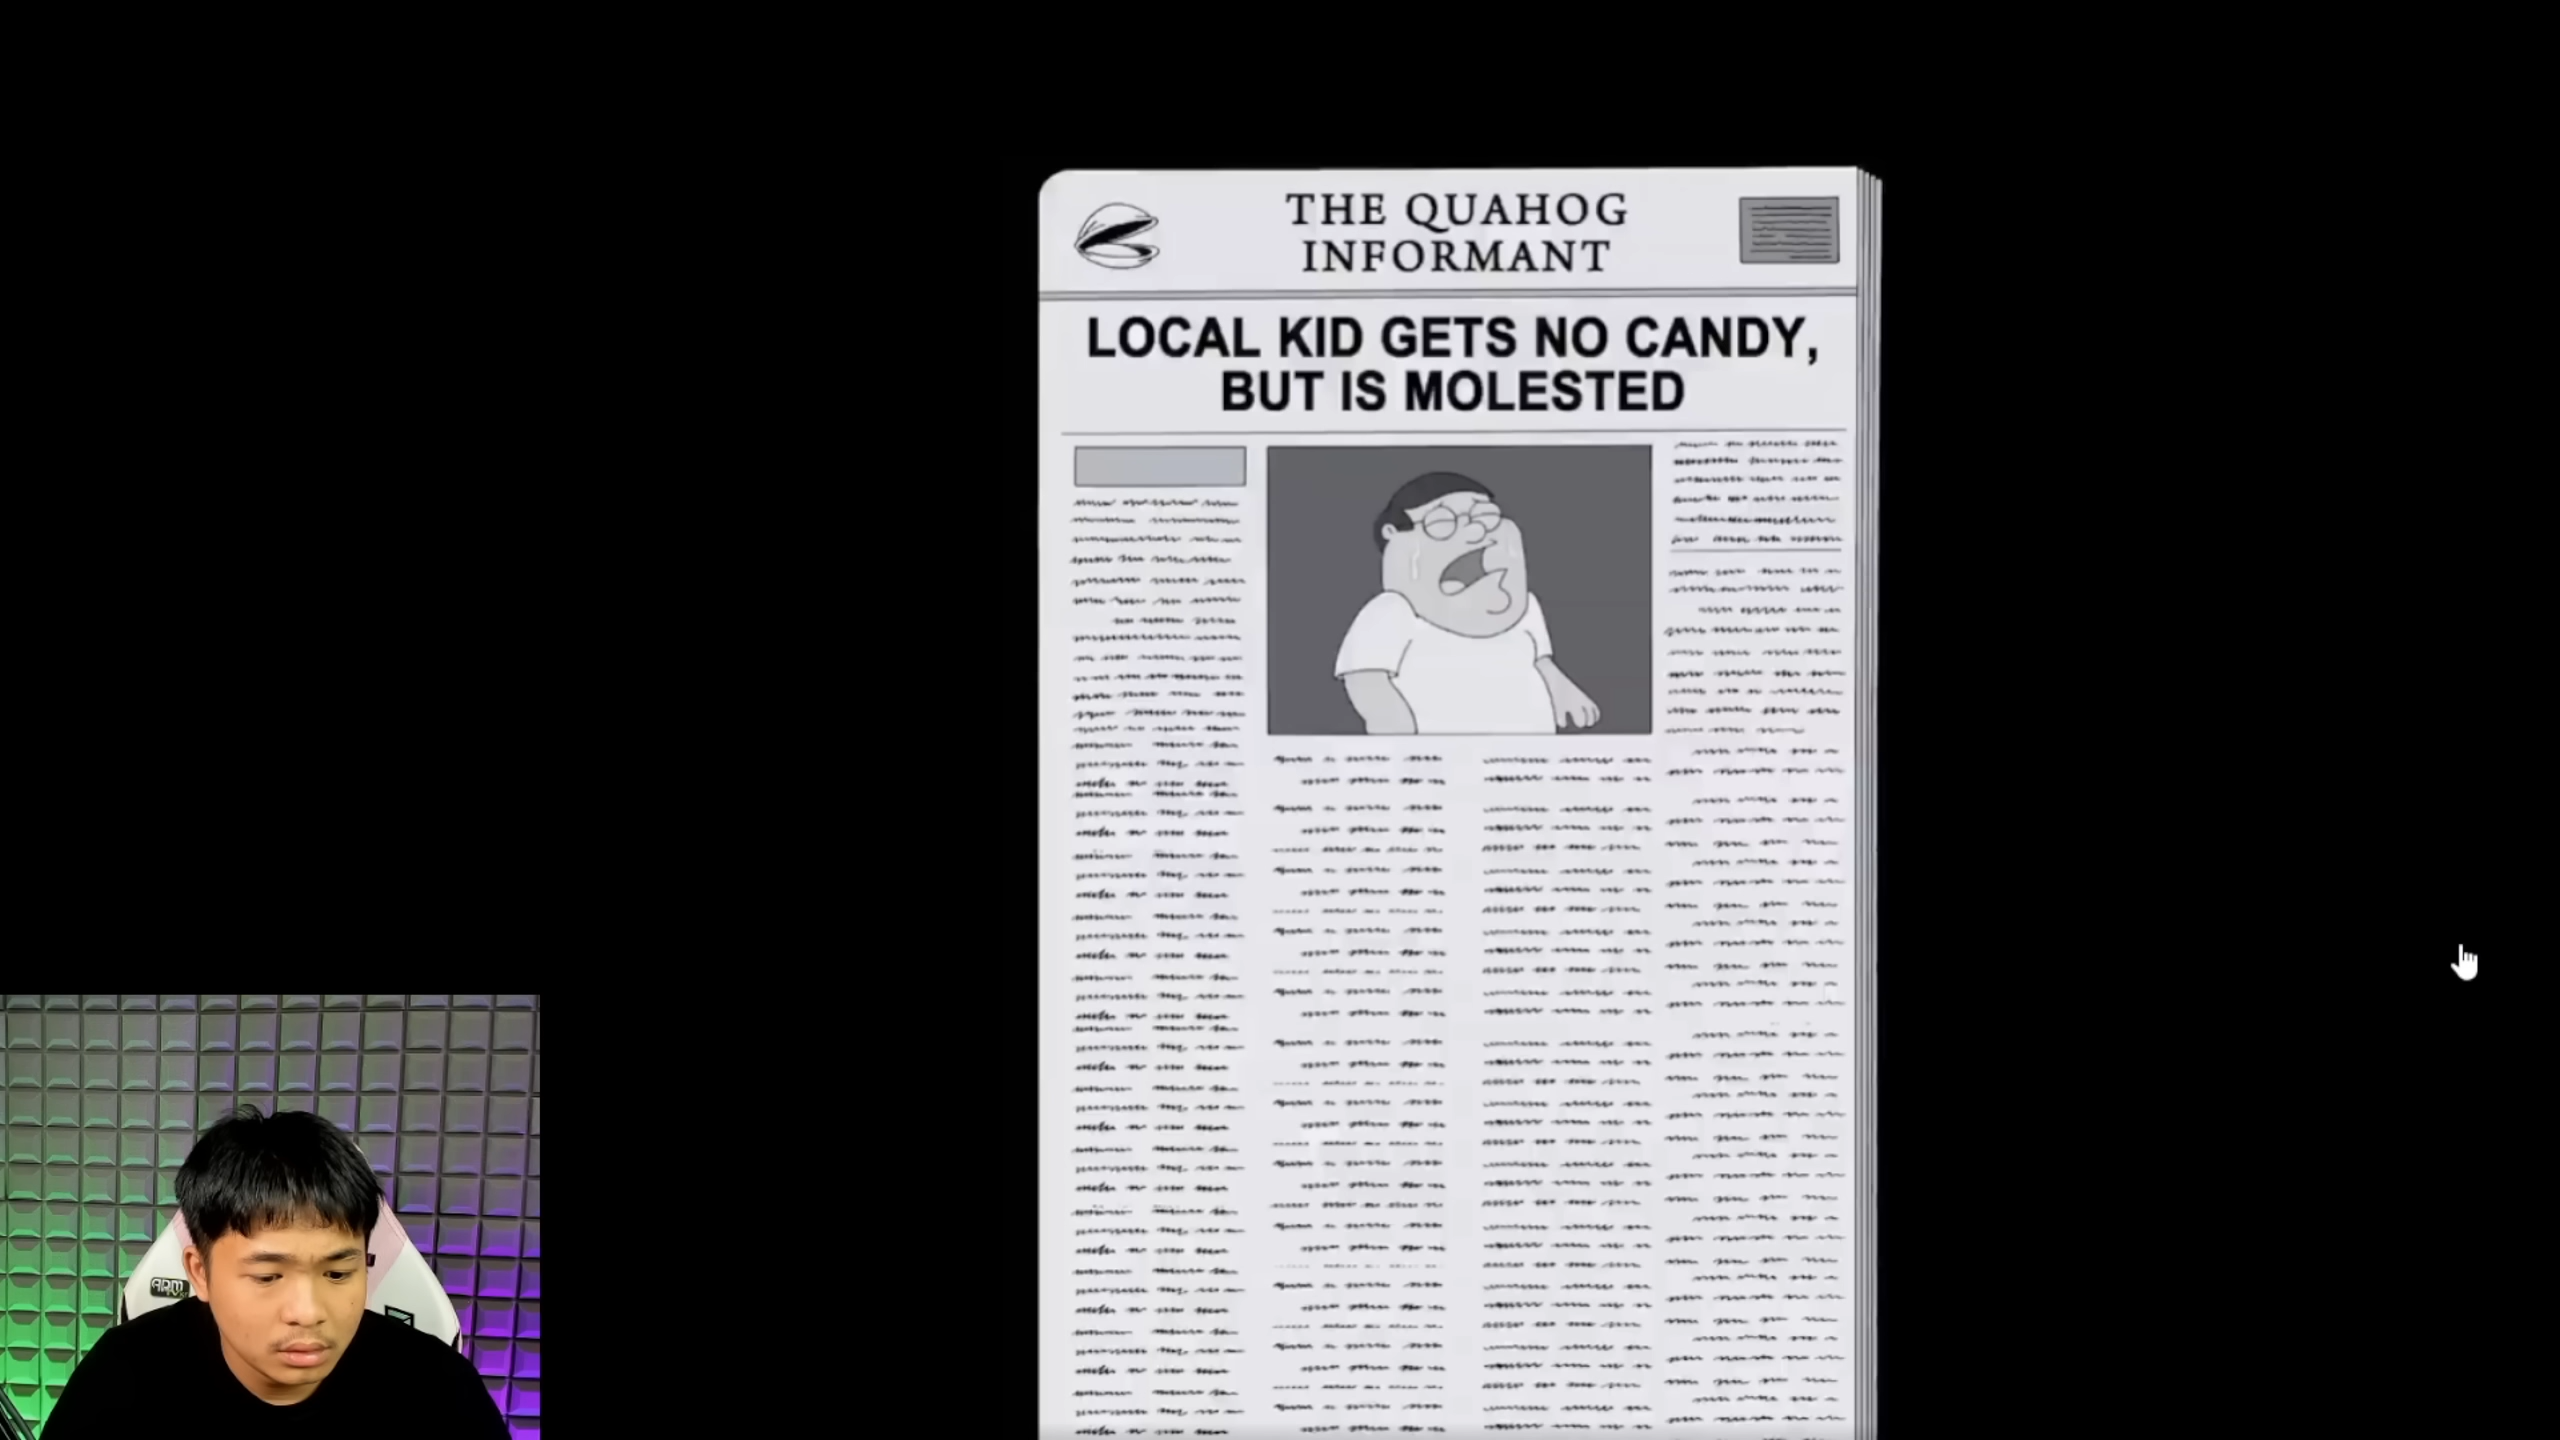 THE QUAHOG
INFORMANT
LOCAL KID GETS NO CANDY,
BUT IS MOLESTED